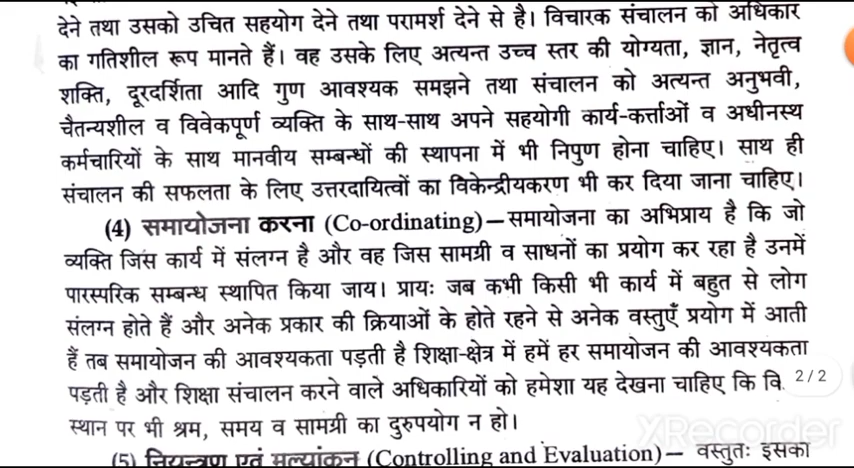 देने तथा उसको उचित सहयोग देने तथा परामर्श देने से है। विचारक संचालन को अधिकार
का गतिशील रूप मानते हैं। वह उसके लिए अत्यन्त उच्च स्तर की योग्यता, ज्ञान, नेतृत्व
शक्ति, दूरदर्शिता आदि गुण आवश्यक समझने तथा संचालन को अत्यन्त अनुभवी,
चैतन्यशील व विवेकपूर्ण व्यक्ति के साथ-साथ अपने सहयोगी कार्य-कर्त्ताओं व अधीनस्थ
कर्मचारियों के साथ मानवीय सम्बन्धों की स्थापना में भी निपुण होना चाहिए। साथ ही
संचालन की सफलता के लिए उत्तरदायित्वों का विकेन्द्रीयकरण भी कर दिया जाना चाहिए।
(4) समायोजना करना (Co-ordinating)—समायोजना का अभिप्राय है कि जो
व्यक्ति जिस कार्य में संलग्न है और वह जिस सामग्री व साधनों का प्रयोग कर रहा है उनमें
पारस्परिक सम्बन्ध स्थापित किया जाय। प्रायः जब कभी किसी भी कार्य में बहुत से लोग
संलग्न होते हैं और अनेक प्रकार की क्रियाओं के होते रहने से अनेक वस्तुएँ प्रयोग में आती
हैं तब समायोजन की आवश्यकता पड़ती है शिक्षा-क्षेत्र में हमें हर समायोजन की आवश्यकता
पड़ती है और शिक्षा संचालन करने वाले अधिकारियों को हमेशा यह देखना चाहिए कि 2/2
स्थान पर भी श्रम, समय व सामग्री का दुरुपयोग न हो।
XRecorder
(5) नियन्त्रण एवं मूल्यांकन (Controlling and Evaluation)— वस्तुतः इसका